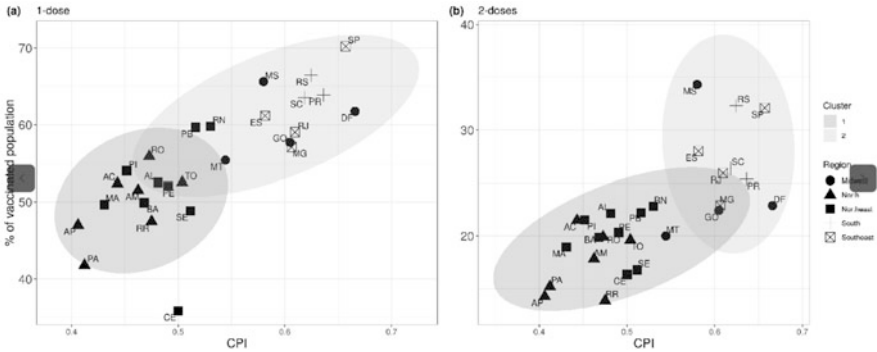 (a) 1-dose
% of vaccinated population
70
60
50
40
SP
MS
RS
SC
PR
DF
ES
RJ
GO
MG
PB
RN
MT
RO
PI
AC
AL
TO
AM
PE
MA
BA
SE
AP
RR
PA
CE
0.4 0.5 0.6 0.7
CPI
(b) 2-doses
40
30
20
MS
RS
SP
ES
SC
RJ
PR
MG
DF
GO
AL
RN
AC
PI
PB
PE
BA
RO
TO
MT
MA
AM
SE
CE
PA
AP
RR
0.4 0.5 0.6 0.7
CPI
Cluster
1
2
Region
Midwest
North
Northeast
South
Southeast